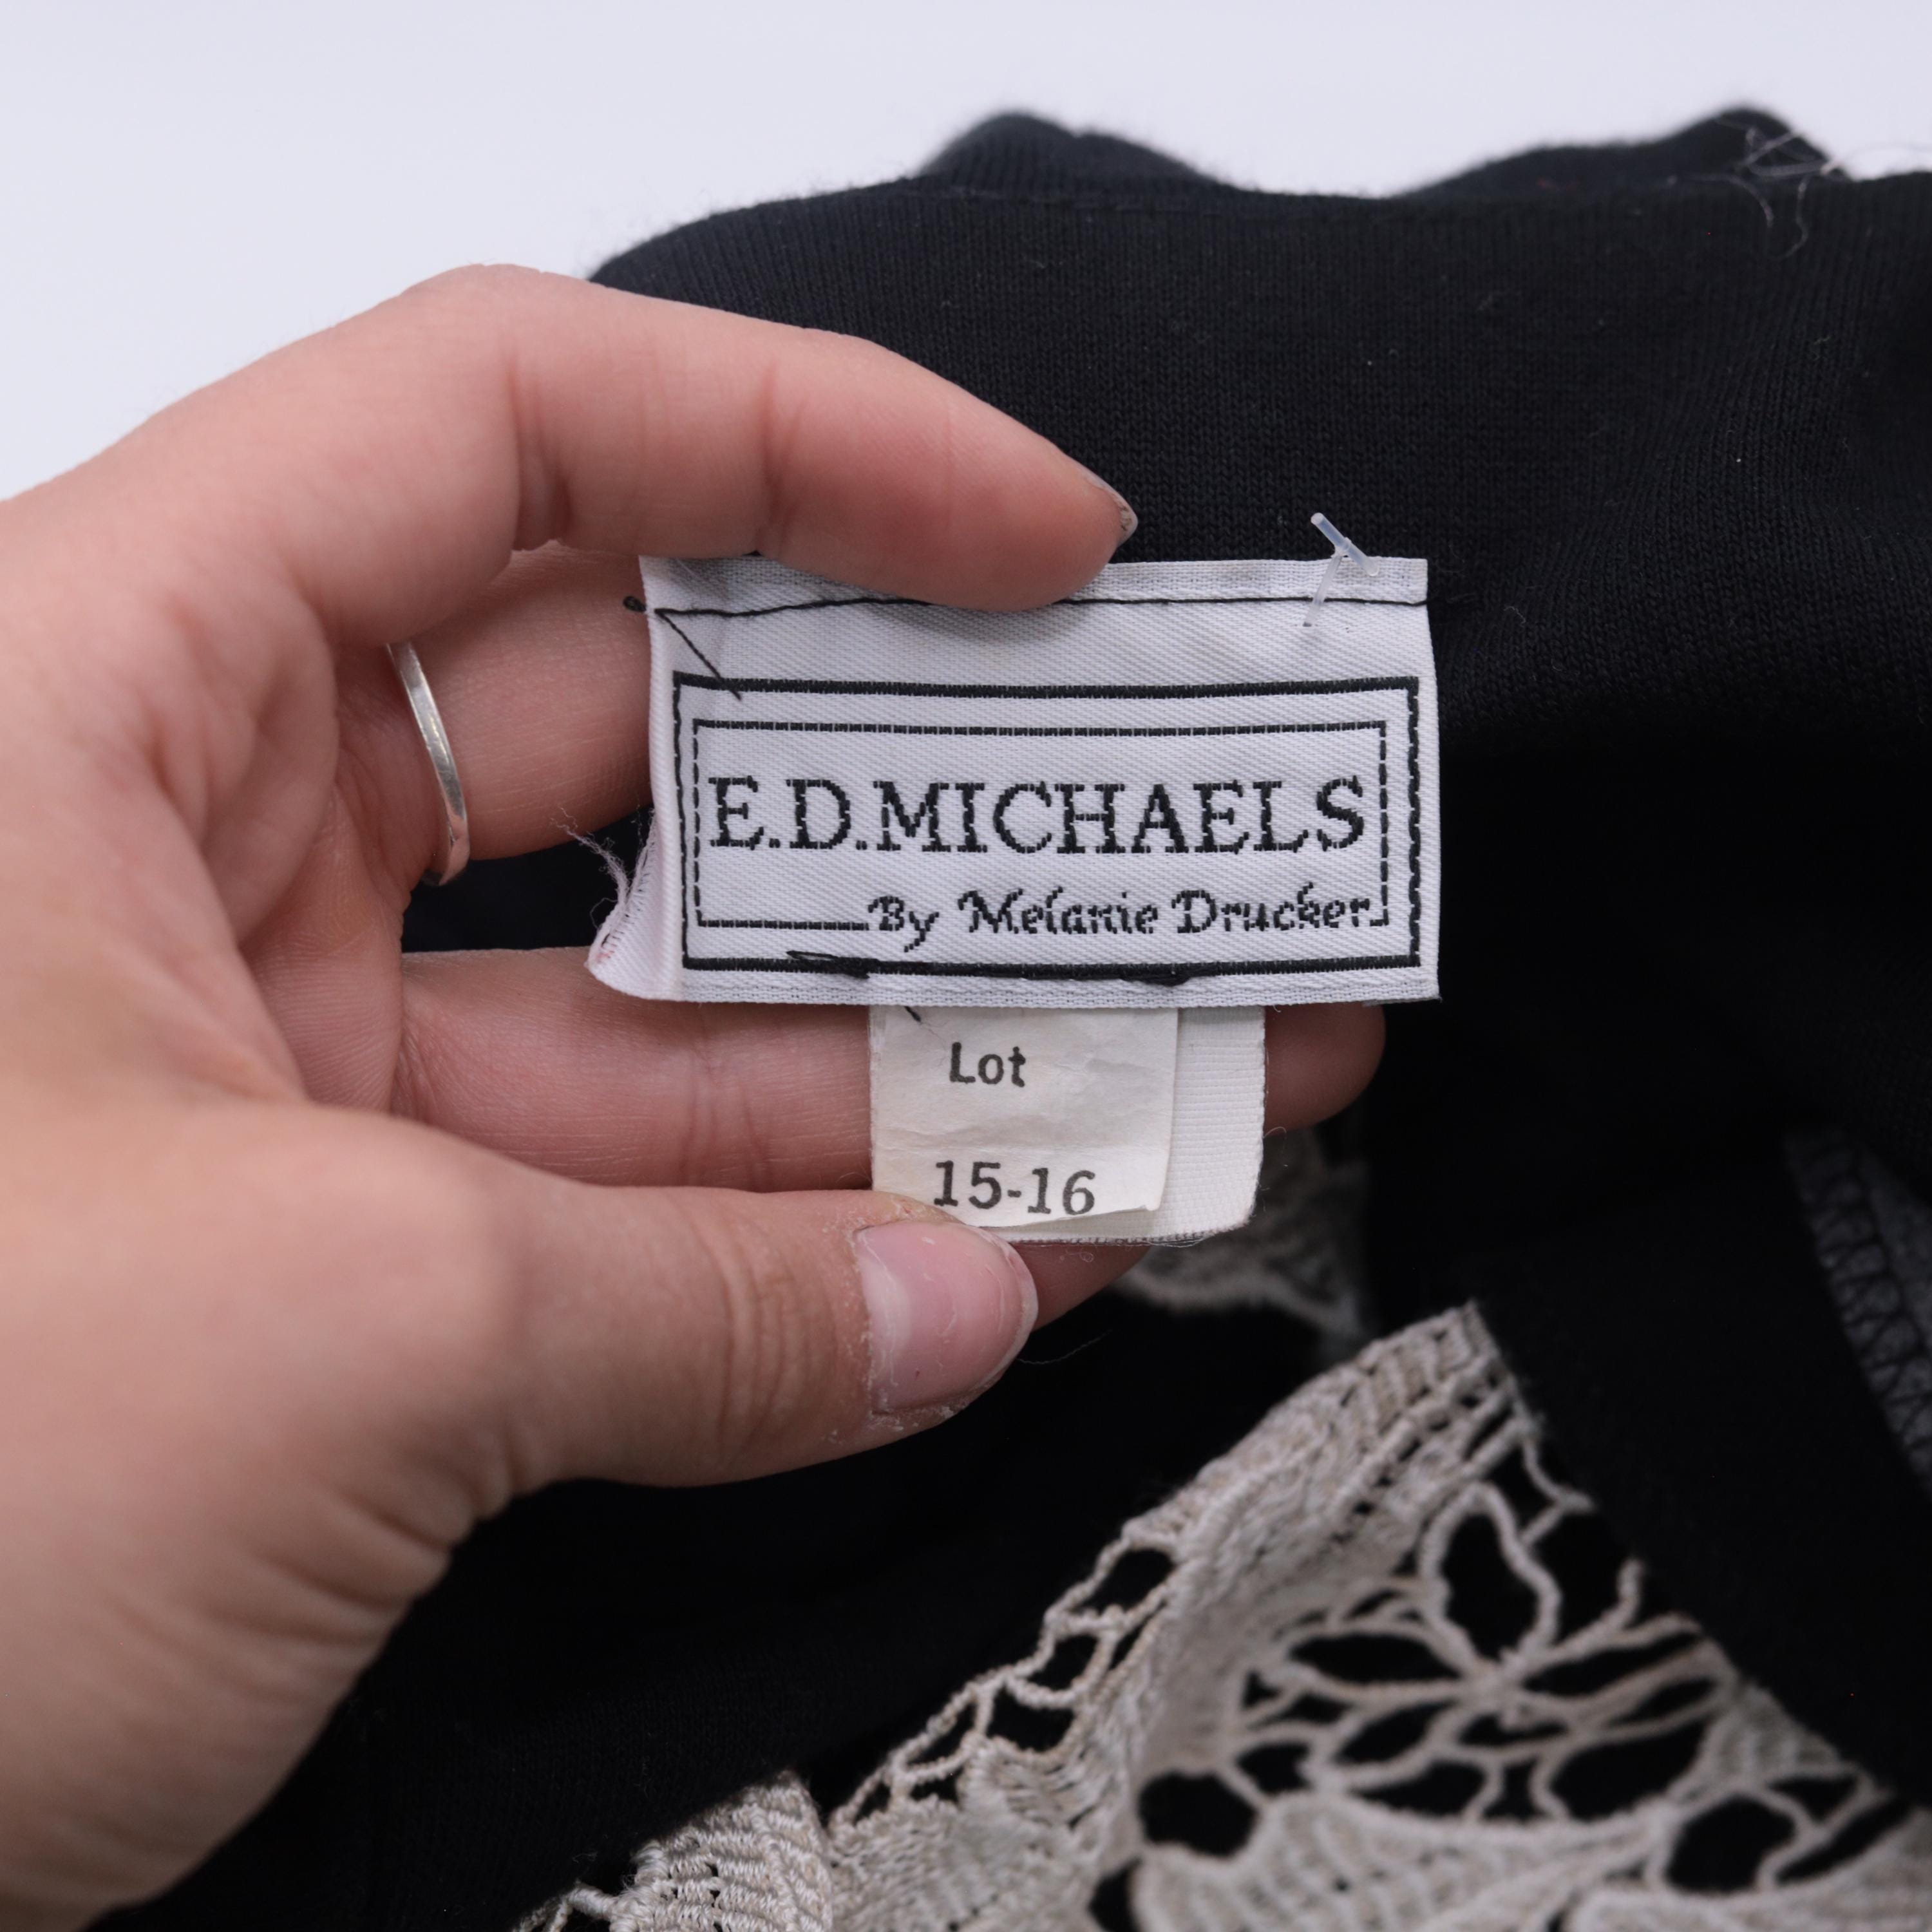 E.D.MICHAELS
By Melanie Drucker
Lot
15-16